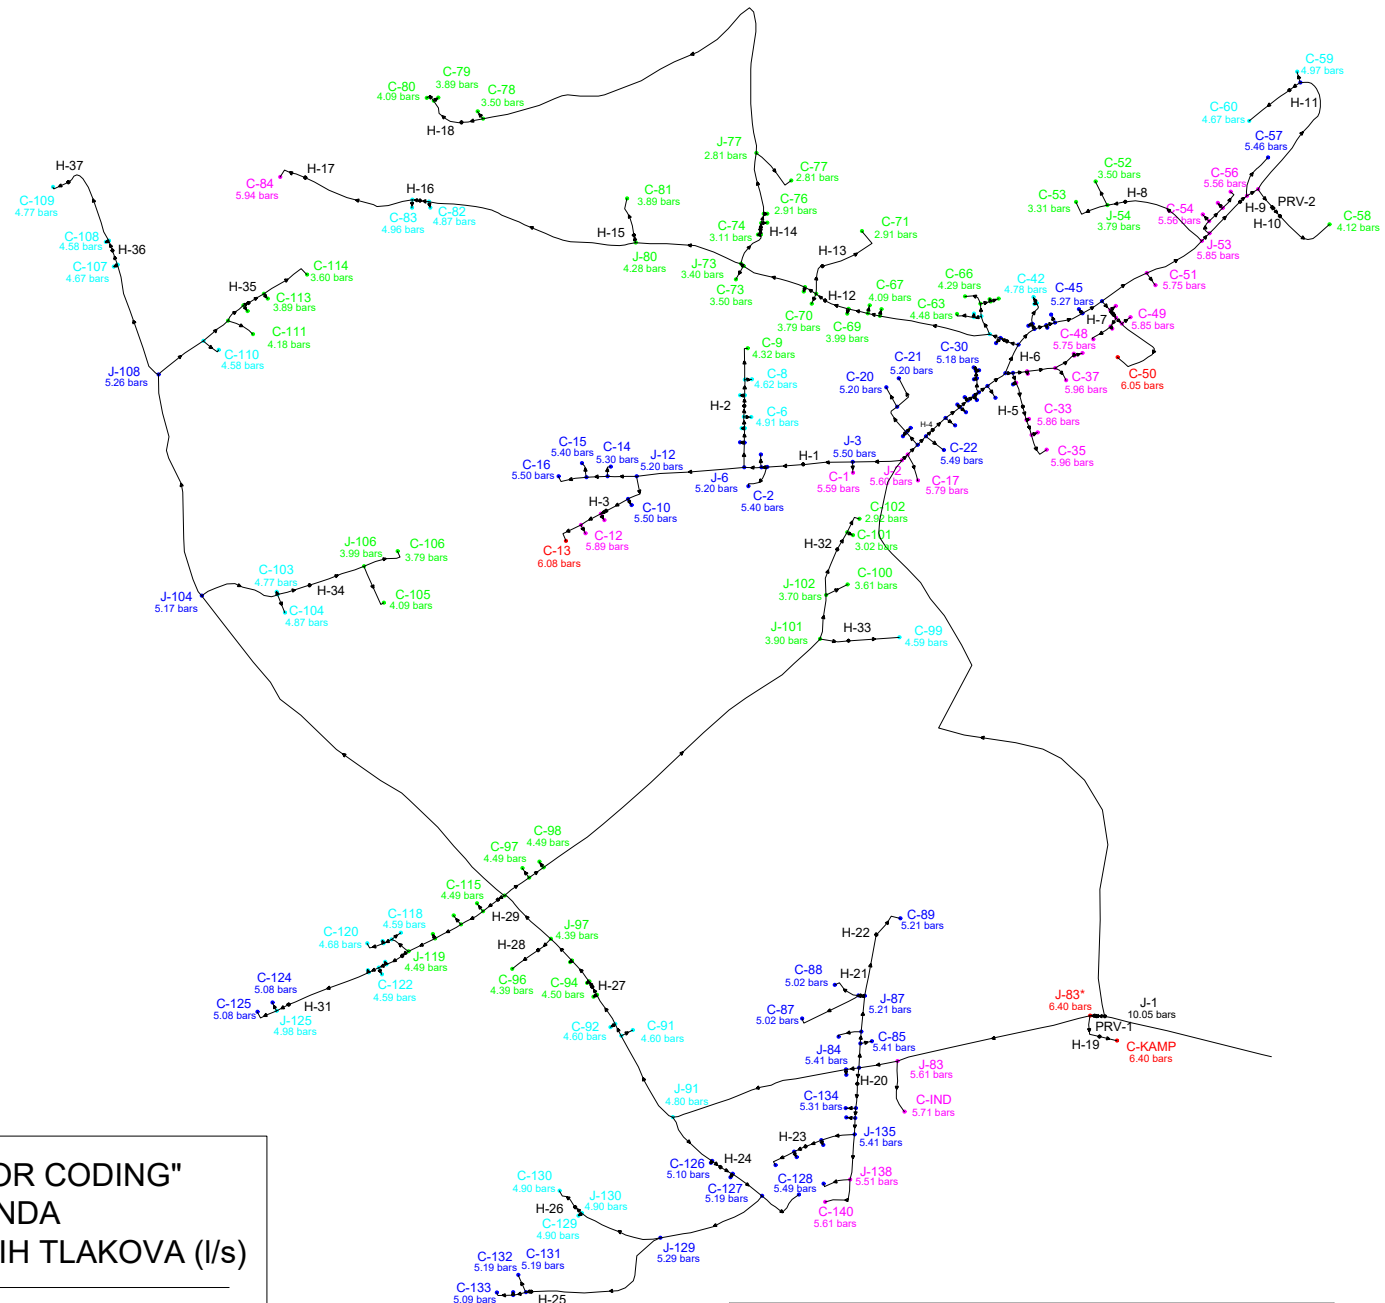 C-59
4.97 bars
C-79
3.89 bars
C-80
4.09 bars
C-78
3.50 bars
H-18
H-11
C-60
4.87 bars
C-57
5.46 bars
J-77
2.81 bars
C-77
2.81 bars
C-52
3.50 bars
C-56
5.56 bars
H-37
H-17
C-84
5.94 bars
H-16
C-109
4.77 bars
C-81
3.89 bars
C-76
2.91 bars
C-53
3.31 bars
H-8
J-54
3.79 bars
C-54
5.56 bars
H-9
PRV-2
H-10
C-58
4.12 bars
C-83
4.96 bars
C-82
4.87 bars
C-74
3.11 bars
H-14
C-71
2.91 bars
C-108
4.58 bars
H-36
H-15
J-80
4.28 bars
H-13
J-53
5.85 bars
C-107
4.67 bars
C-114
3.60 bars
J-73
3.40 bars
C-73
3.50 bars
C-66
4.29 bars
C-42
4.78 bars
C-51
5.75 bars
H-35
C-113
3.89 bars
H-12
C-67
4.09 bars
C-45
5.27 bars
C-70
3.79 bars
C-69
3.99 bars
C-63
4.48 bars
H-7
C-49
5.85 bars
C-111
4.18 bars
C-110
4.58 bars
C-9
4.32 bars
C-30
5.18 bars
C-48
5.75 bars
J-108
5.26 bars
C-8
4.62 bars
C-21
5.20 bars
C-20
5.20 bars
H-6
C-37
5.96 bars
C-50
6.05 bars
H-2
C-6
4.91 bars
H-5
C-33
5.86 bars
H-4
C-15
5.40 bars
C-14
5.30 bars
J-12
5.20 bars
J-3
5.50 bars
C-22
5.49 bars
C-35
5.96 bars
C-16
5.50 bars
H-1
J-6
5.20 bars
C-2
5.40 bars
C-1
5.59 bars
J-2
5.60 bars
C-17
5.79 bars
H-3
C-10
5.50 bars
C-12
5.89 bars
C-13
6.08 bars
C-102
2.92 bars
C-101
3.02 bars
H-32
J-106
3.99 bars
C-106
3.79 bars
C-103
4.77 bars
H-34
C-100
3.61 bars
J-102
3.70 bars
J-104
5.17 bars
C-104
4.87 bars
C-105
4.09 bars
J-101
3.90 bars
H-33
C-99
4.59 bars
C-98
4.49 bars
C-97
4.49 bars
C-115
4.49 bars
H-29
C-118
4.59 bars
C-120
4.68 bars
J-119
4.49 bars
J-97
4.39 bars
H-28
C-96
4.39 bars
C-94
4.50 bars
H-27
C-122
4.59 bars
C-124
5.08 bars
C-125
5.08 bars
H-31
J-125
4.98 bars
C-92
4.60 bars
C-91
4.60 bars
C-89
5.21 bars
H-22
C-88
5.02 bars
H-21
C-87
5.02 bars
J-87
5.21 bars
J-83*
6.40 bars
J-1
10.05 bars
PRV-1
H-19
C-KAMP
6.40 bars
J-84
5.41 bars
C-85
5.41 bars
J-83
5.61 bars
H-20
J-91
4.80 bars
C-134
5.31 bars
C-IND
5.71 bars
J-135
5.41 bars
H-23
C-126
5.10 bars
H-24
C-127
5.19 bars
C-128
5.49 bars
J-138
5.51 bars
C-140
5.61 bars
C-130
4.90 bars
J-130
4.90 bars
H-26
C-129
4.90 bars
J-129
5.29 bars
C-132
5.19 bars
C-131
5.19 bars
C-133
5.09 bars
H-25
OR CODING"
NDA
IH TLAKOVA (l/s)